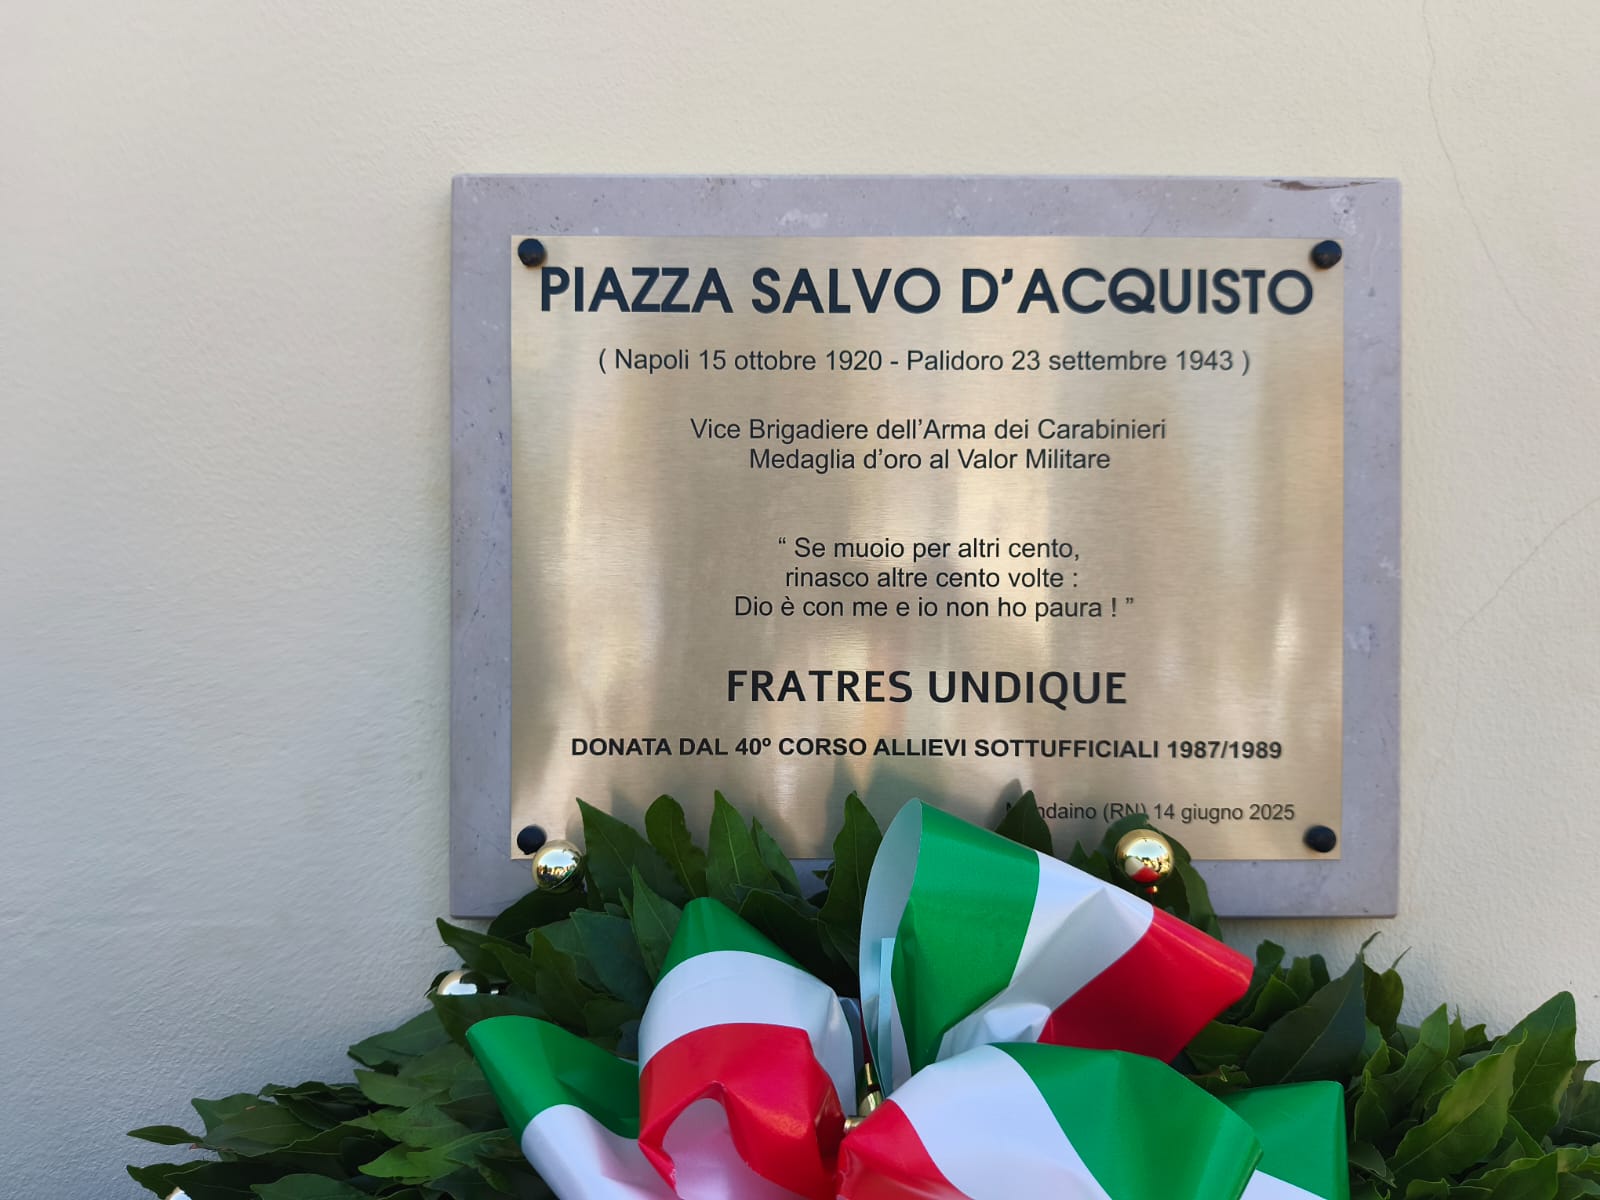 PIAZZA SALVO D'ACQUISTO
( Napoli 15 ottobre 1920 - Palidoro 23 settembre 1943 )
Vice Brigadiere dell'Arma dei Carabinieri
Medaglia d'oro al Valor Militare
“ Se muoio per altri cento,
rinasco altre cento volte :
Dio è con me e io non ho paura ! ”
FRATRES UNDIQUE
DONATA DAL 40º CORSO ALLIEVI SOTTUFFICIALI 1987/1989
(RN) 14 giugno 2025